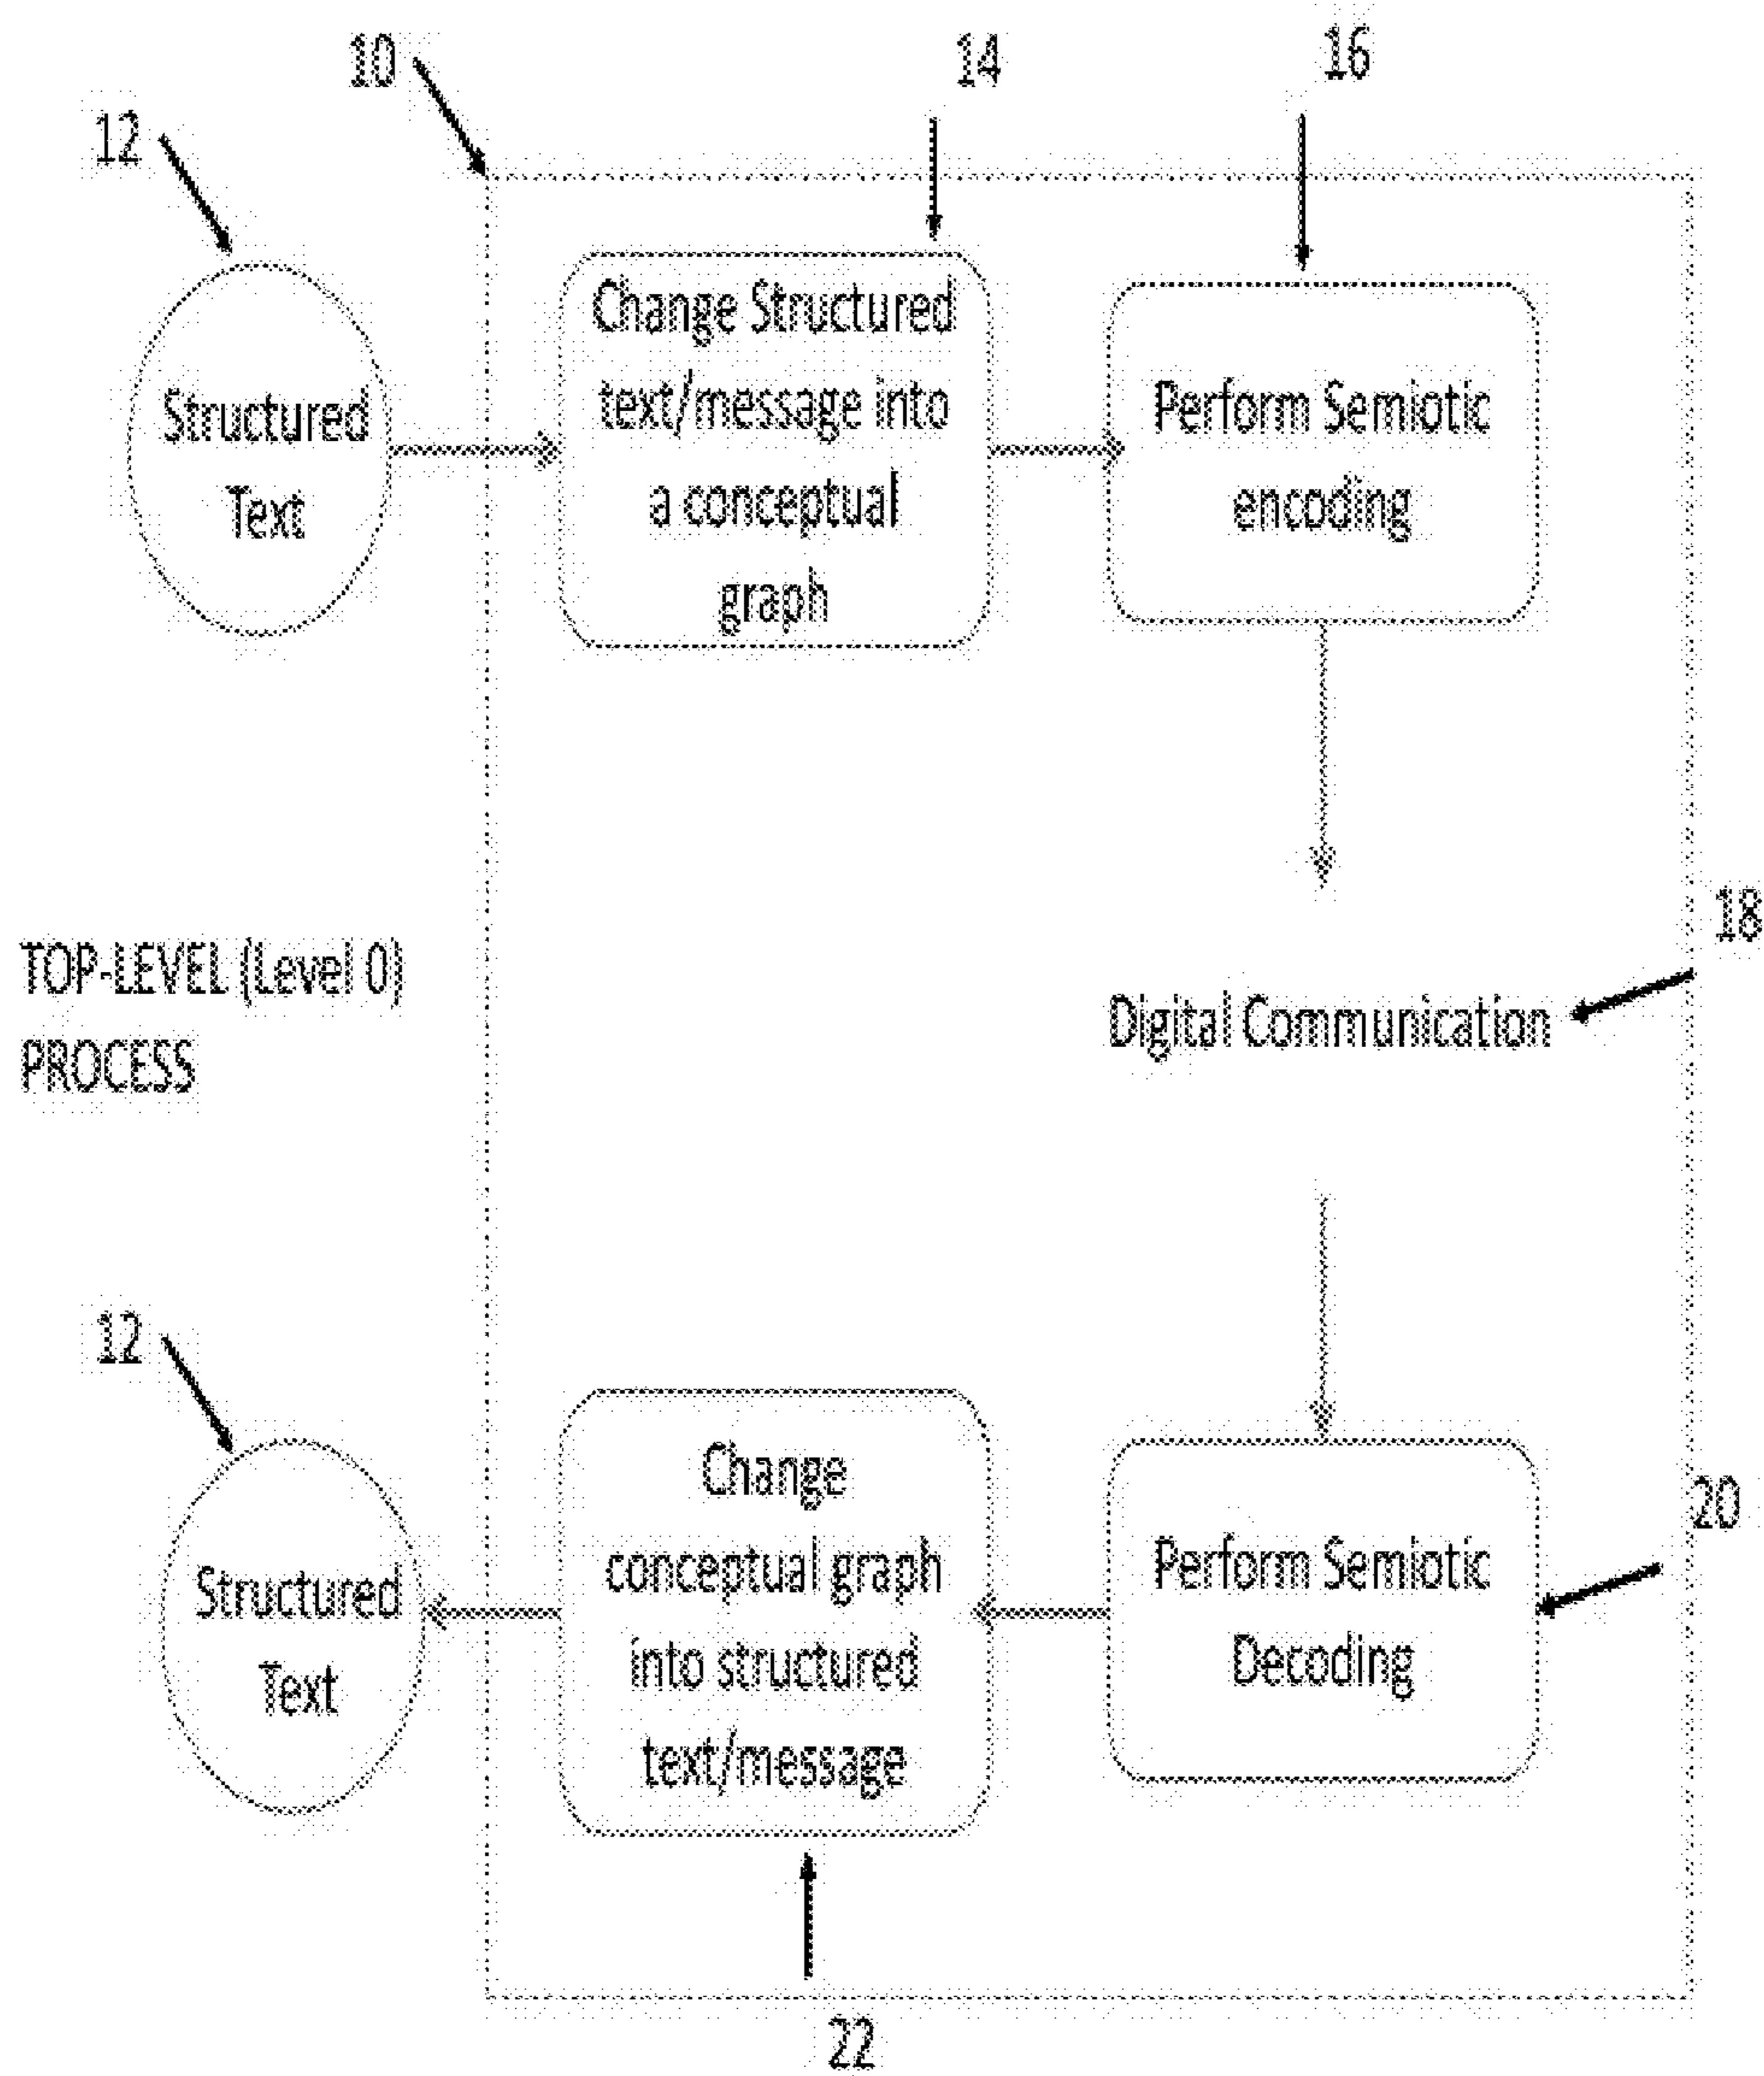 10
14
16
12
Structured
Text
Change Structured
text/message into
a conceptual
graph
Perform Semiotic
encoding
18
TOP-LEVEL (Level 0)
PROCESS
Digital Communication
12
Structured
Text
Change
conceptual graph
into structured
text/message
Perform Semiotic
Decoding
20
22